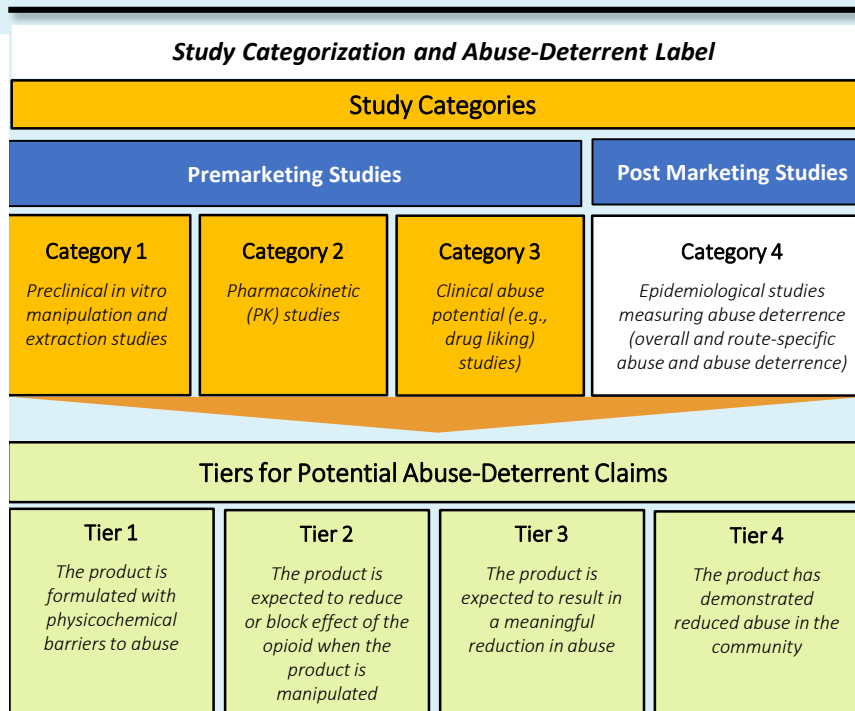 Study Categorization and Abuse-Deterrent Label
Study Categories
Premarketing Studies
Post Marketing Studies
Category 1
Preclinical in vitro
manipulation and
extraction studies
Category 2
Pharmacokinetic
(PK) studies
Category 3
Clinical abuse
potential (e.g.,
drug liking)
studies)
Category 4
Epidemiological studies
measuring abuse deterrence
(overall and route-specific
abuse and abuse deterrence)
Tiers for Potential Abuse-Deterrent Claims
Tier 1
The product is
formulated with
physicochemical
barriers to abuse
Tier 2
The product is
expected to reduce
or block effect of the
opioid when the
product is
manipulated
Tier 3
The product is
expected to result in
a meaningful
reduction in abuse
Tier 4
The product has
demonstrated
reduced abuse in the
community